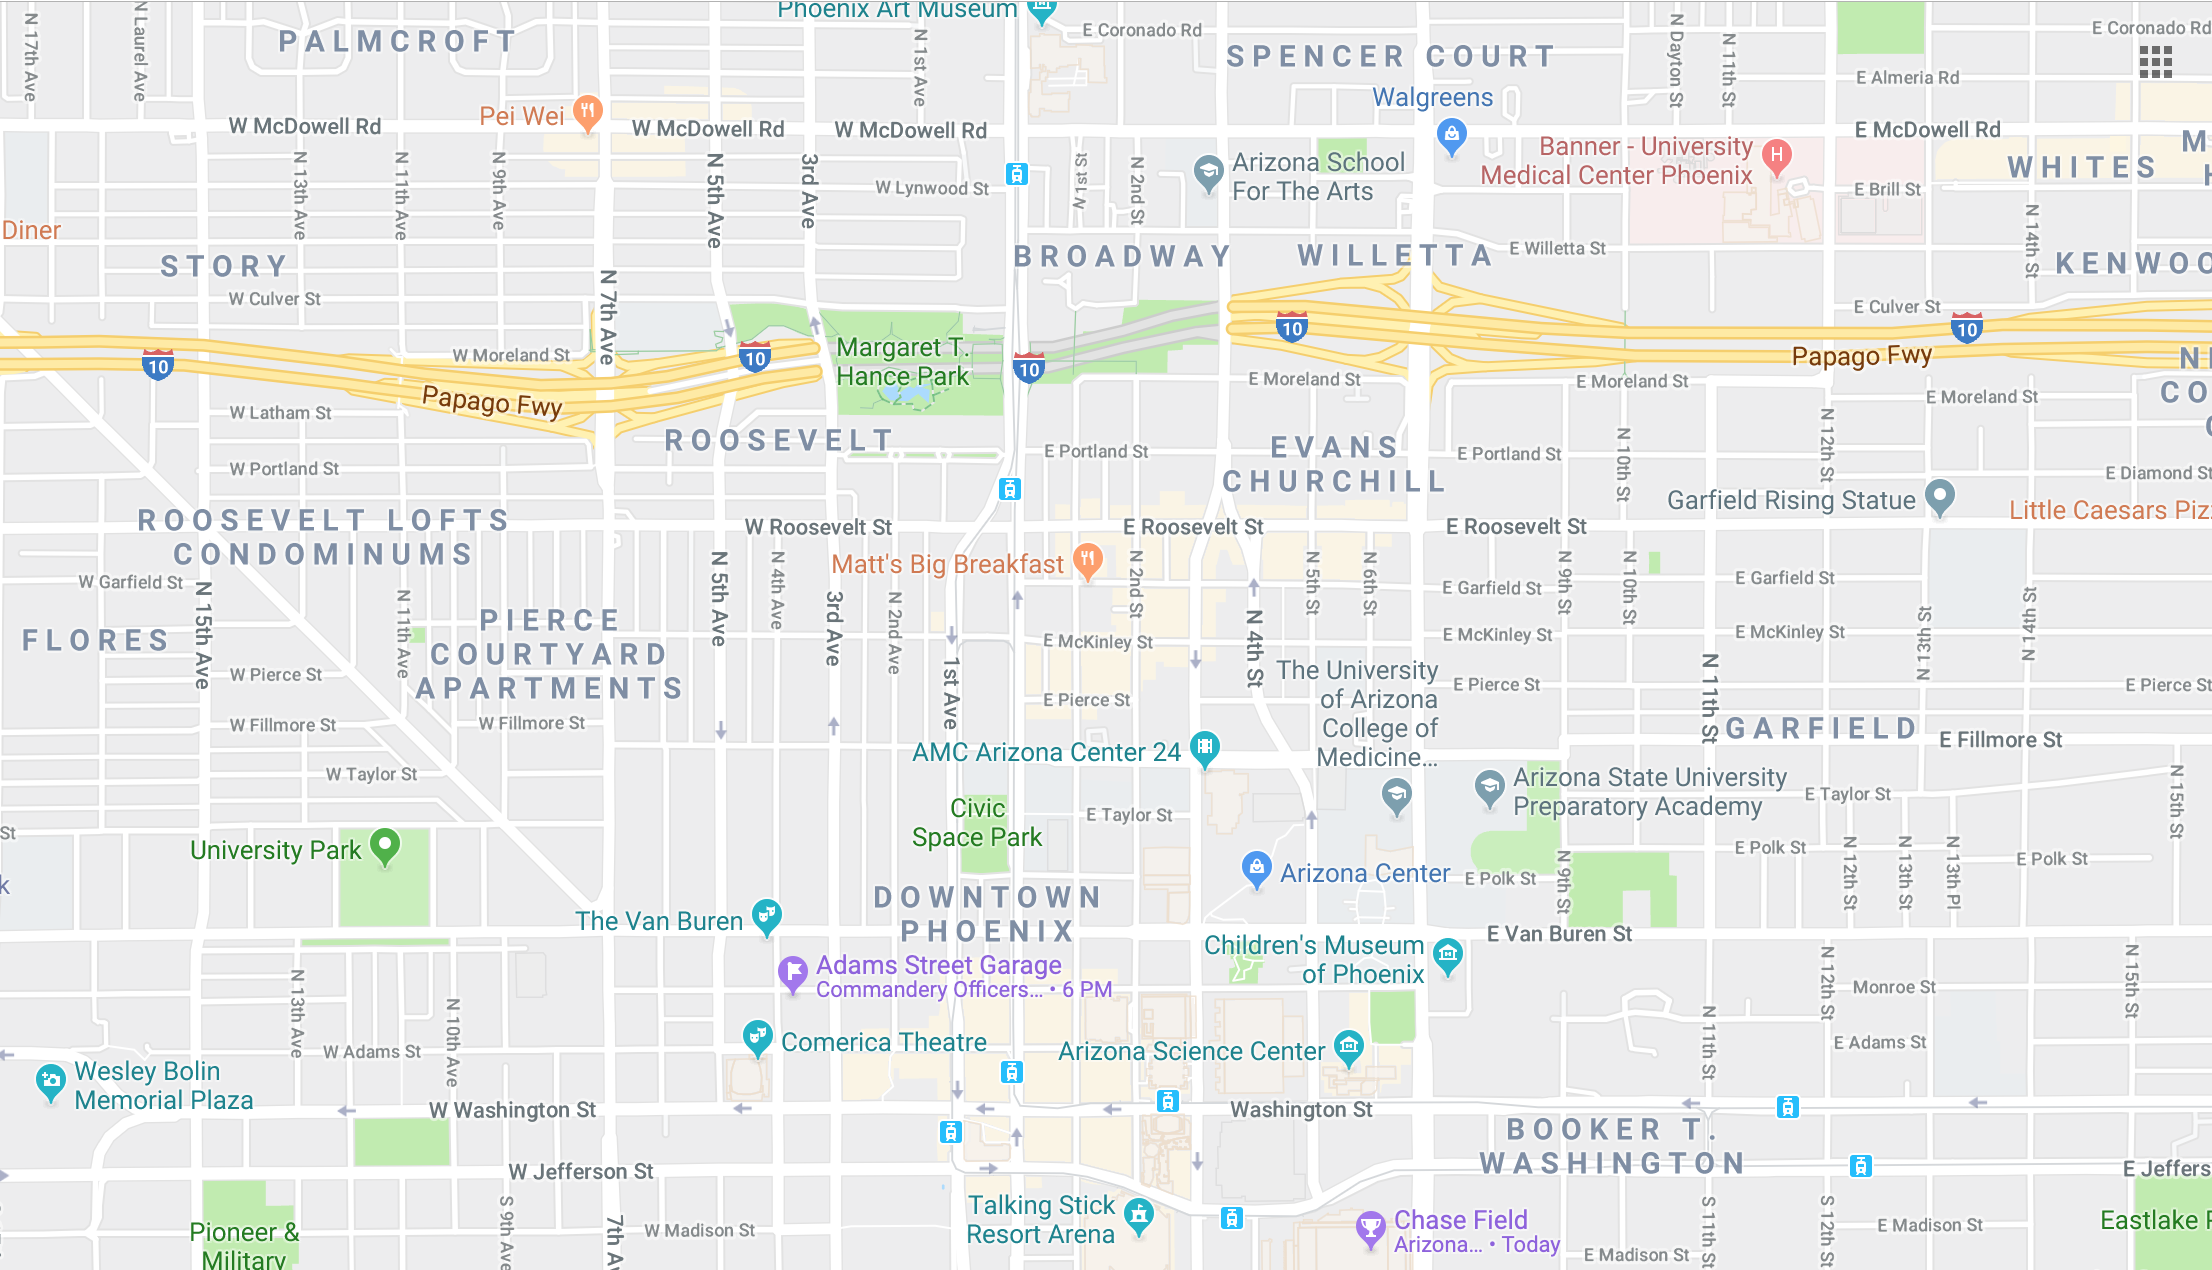 Phoenix Art Museum
E Coronado Rd
E Coronado Rd
N 17th Ave
N Laurel Ave
PALMCROFT
N 1st Ave
SPENCER COURT
N Dayton St
N 11th St
E Almeria Rd
Walgreens
Pei Wei
W McDowell Rd
W McDowell Rd
W McDowell Rd
E McDowell Rd
Banner - University
Medical Center Phoenix
WHITES
Arizona School
For The Arts
N 13th Ave
N 11th Ave
N 9th Ave
N 5th Ave
3rd Ave
W Lynwood St
N 1st St
N 2nd St
E Brill St
Diner
STORY
BROADWAY
WILLETTA
E Willetta St
N 14th St
KENWOO
W Culver St
E Culver St
N 7th Ave
10
10
10
10
10
W Moreland St
Margaret T.
Hance Park
Papago Fwy
Papago Fwy
E Moreland St
E Moreland St
E Moreland St
W Latham St
ROOSEVELT
EVANS
CHURCHILL
E Portland St
E Portland St
N 10th St
N 12th St
W Portland St
E Diamond St
Garfield Rising Statue
Little Caesars Piz
ROOSEVELT LOFTS
CONDOMINUMS
W Roosevelt St
E Roosevelt St
E Roosevelt St
Matt's Big Breakfast
W Garfield St
N 15th Ave
N 11th Ave
N 5th Ave
N 4th Ave
3rd Ave
N 2nd Ave
N 2nd St
N 4th St
N 5th St
N 6th St
E Garfield St
N 9th St
N 10th St
E Garfield St
N 13th St
N 14th St
FLORES
PIERCE
COURTYARD
APARTMENTS
E McKinley St
E McKinley St
E McKinley St
1st Ave
The University
of Arizona
College of
Medicine...
W Pierce St
E Pierce St
E Pierce St
E Pierce St
N 11th St
W Fillmore St
W Fillmore St
GARFIELD
E Fillmore St
AMC Arizona Center 24
W Taylor St
Arizona State University
Preparatory Academy
E Taylor St
E Taylor St
N 15th St
Civic
Space Park
St
University Park
E Polk St
E Polk St
E Polk St
k
Arizona Center
N 9th St
N 12th St
N 13th St
N 13th Pl
DOWNTOWN
PHOENIX
The Van Buren
E Van Buren St
Children's Museum
of Phoenix
Adams Street Garage
Commandery Officers... • 6 PM
N 13th Ave
N 10th Ave
Monroe St
N 12th St
N 15th St
N 11th St
Comerica Theatre
Arizona Science Center
W Adams St
E Adams St
Wesley Bolin
Memorial Plaza
W Washington St
Washington St
BOOKER T.
WASHINGTON
W Jefferson St
E Jeffers
Talking Stick
Resort Arena
Chase Field
Arizona... • Today
S 9th Ave
7th A
W Madison St
S 11th St
S 12th St
E Madison St
E Madison St
Pioneer &
Military
Eastlake P